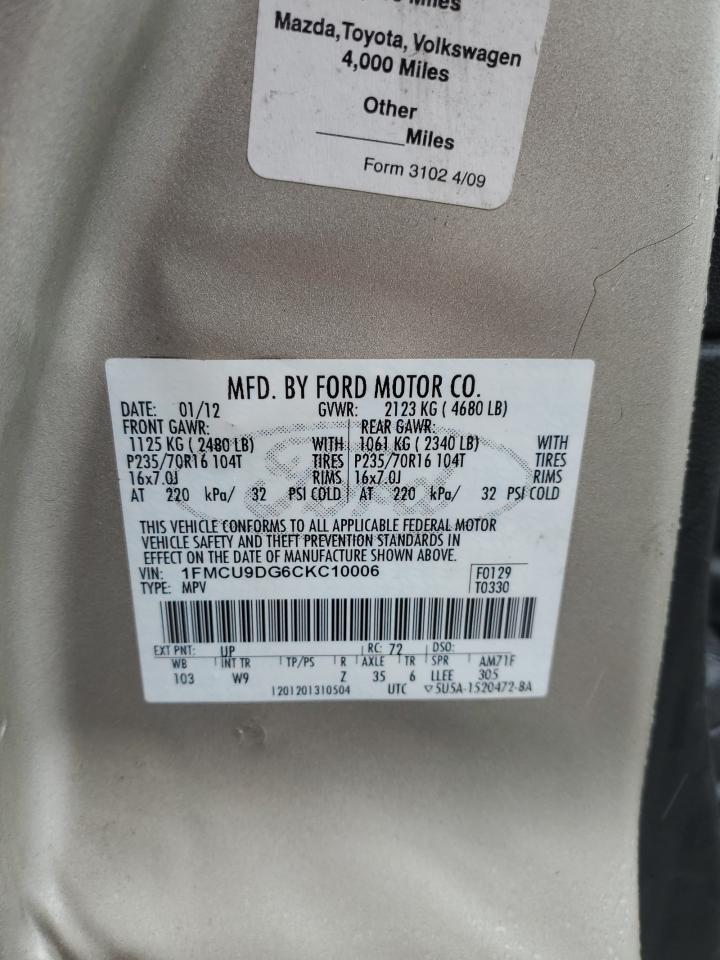 Miles
Mazda,Toyota, Volkswagen
4,000 Miles
Other
______Miles
Form 3102 4/09
MFD. BY FORD MOTOR CO.
DATE: 01/12 GVWR: 2123 KG ( 4680 LB)
FRONT GAWR: REAR GAWR:
1125 KG ( 2480 LB) WITH 1061 KG ( 2340 LB) WITH
P235/70R16 104T TIRES P235/70R16 104T TIRES
16x7.0J RIMS 16x7.0J RIMS
AT 220 kPa/ 32 PSI COLD AT 220 kPa/ 32 PSI COLD
Ford
THIS VEHICLE CONFORMS TO ALL APPLICABLE FEDERAL MOTOR
VEHICLE SAFETY AND THEFT PREVENTION STANDARDS IN
EFFECT ON THE DATE OF MANUFACTURE SHOWN ABOVE.
VIN: 1FMCU9DG6CKC10006 F0129
TYPE: MPV T0330
EXT PNT: UP RC: 72 DSO:
WB INT TR TP/PS R AXLE TR SPR AM71F
103 W9 Z 35 6 LLEE 305
1201201310504 UTC ▽5U5A-1520472-BA